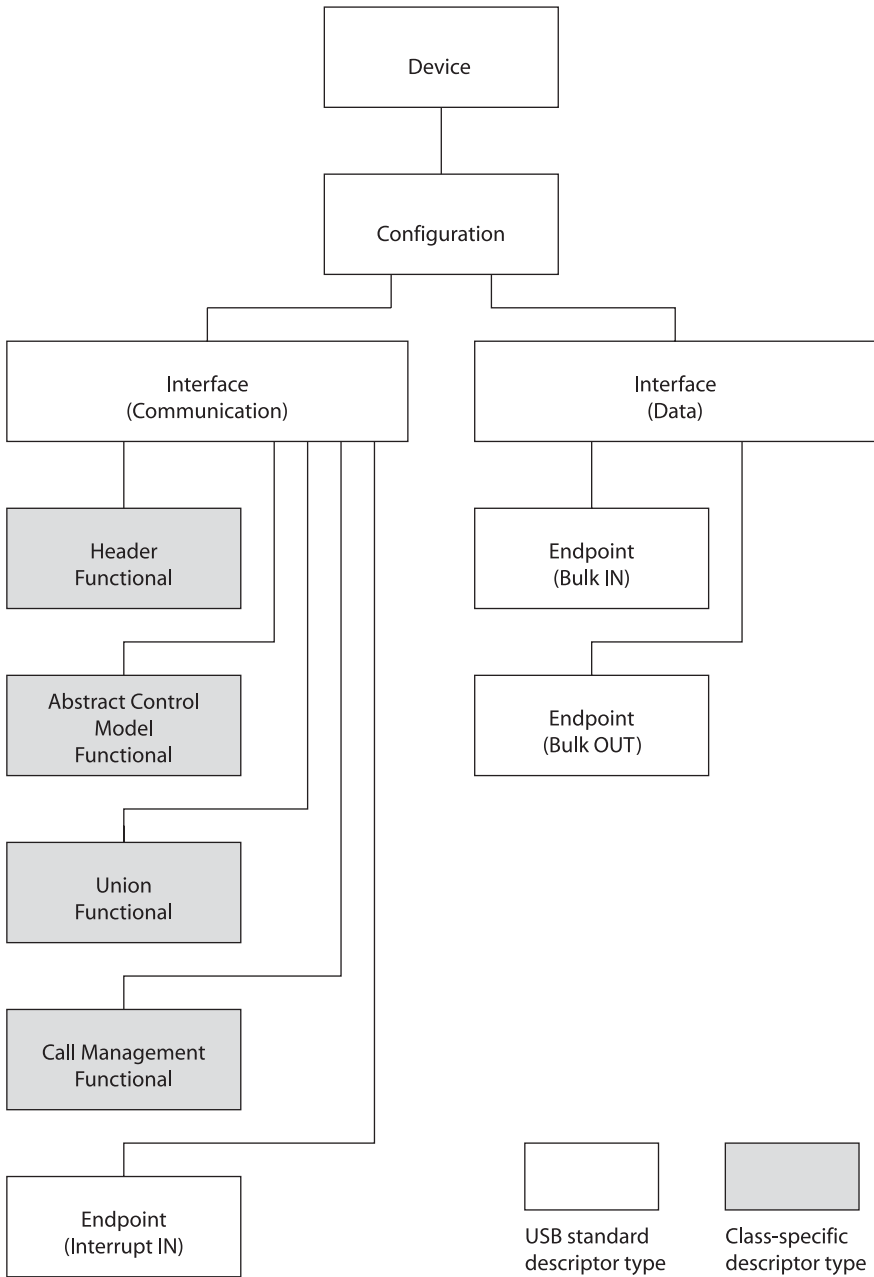 Device
Configuration
Interface
(Communication)
Interface
(Data)
Header
Functional
Endpoint
(Bulk IN)
Abstract Control
Model
Functional
Endpoint
(Bulk OUT)
Union
Functional
Call Management
Functional
Endpoint
(Interrupt IN)
USB standard
descriptor type
Class-specific
descriptor type